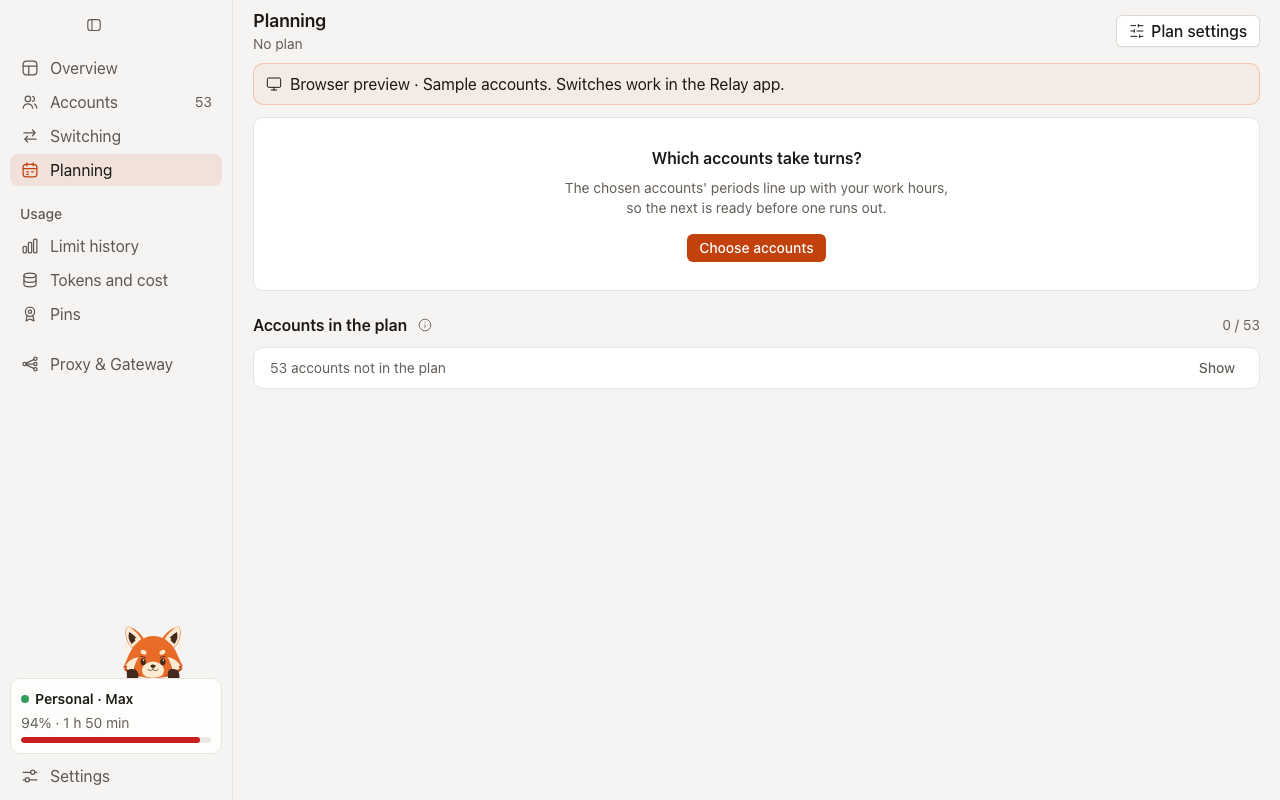 Overview
Accounts 53
Switching
Planning
Usage
Limit history
Tokens and cost
Pins
Proxy & Gateway
Personal · Max
94% · 1 h 50 min
Settings
Planning
No plan
Plan settings
Browser preview · Sample accounts. Switches work in the Relay app.
Which accounts take turns?
The chosen accounts' periods line up with your work hours,
so the next is ready before one runs out.
Choose accounts
Accounts in the plan 0 / 53
53 accounts not in the plan Show